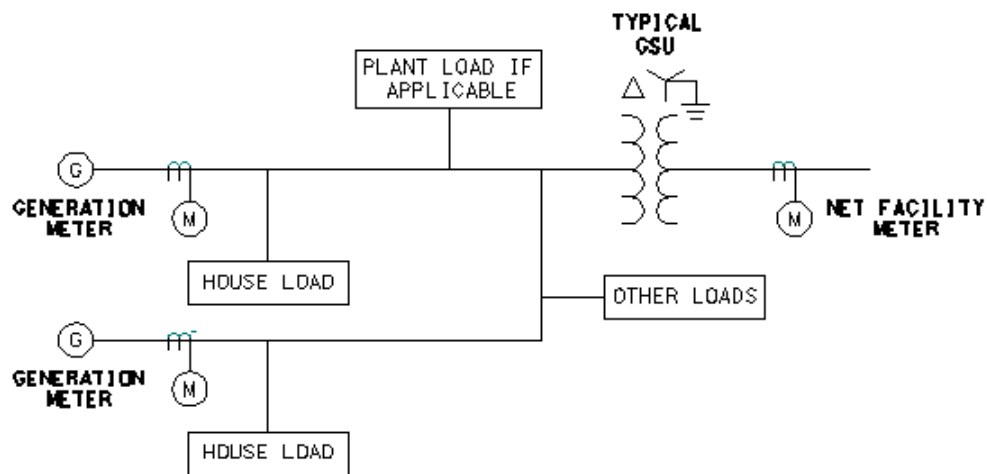 TYPICAL
GSU
PLANT LOAD IF
APPLICABLE
G
GENERATION
METER
M
M
NET FACILITY
METER
HOUSE LOAD
OTHER LOADS
G
GENERATION
METER
M
HOUSE LOAD